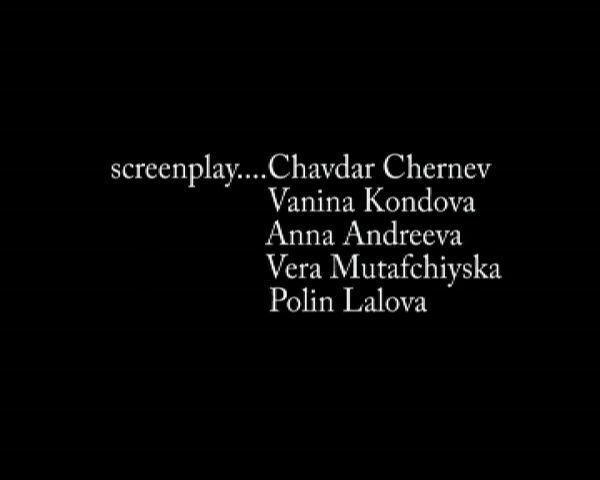 screenplay....Chavdar Chernev
Vanina Kondova
Anna Andreeva
Vera Mutafchiyska
Polin Lalova